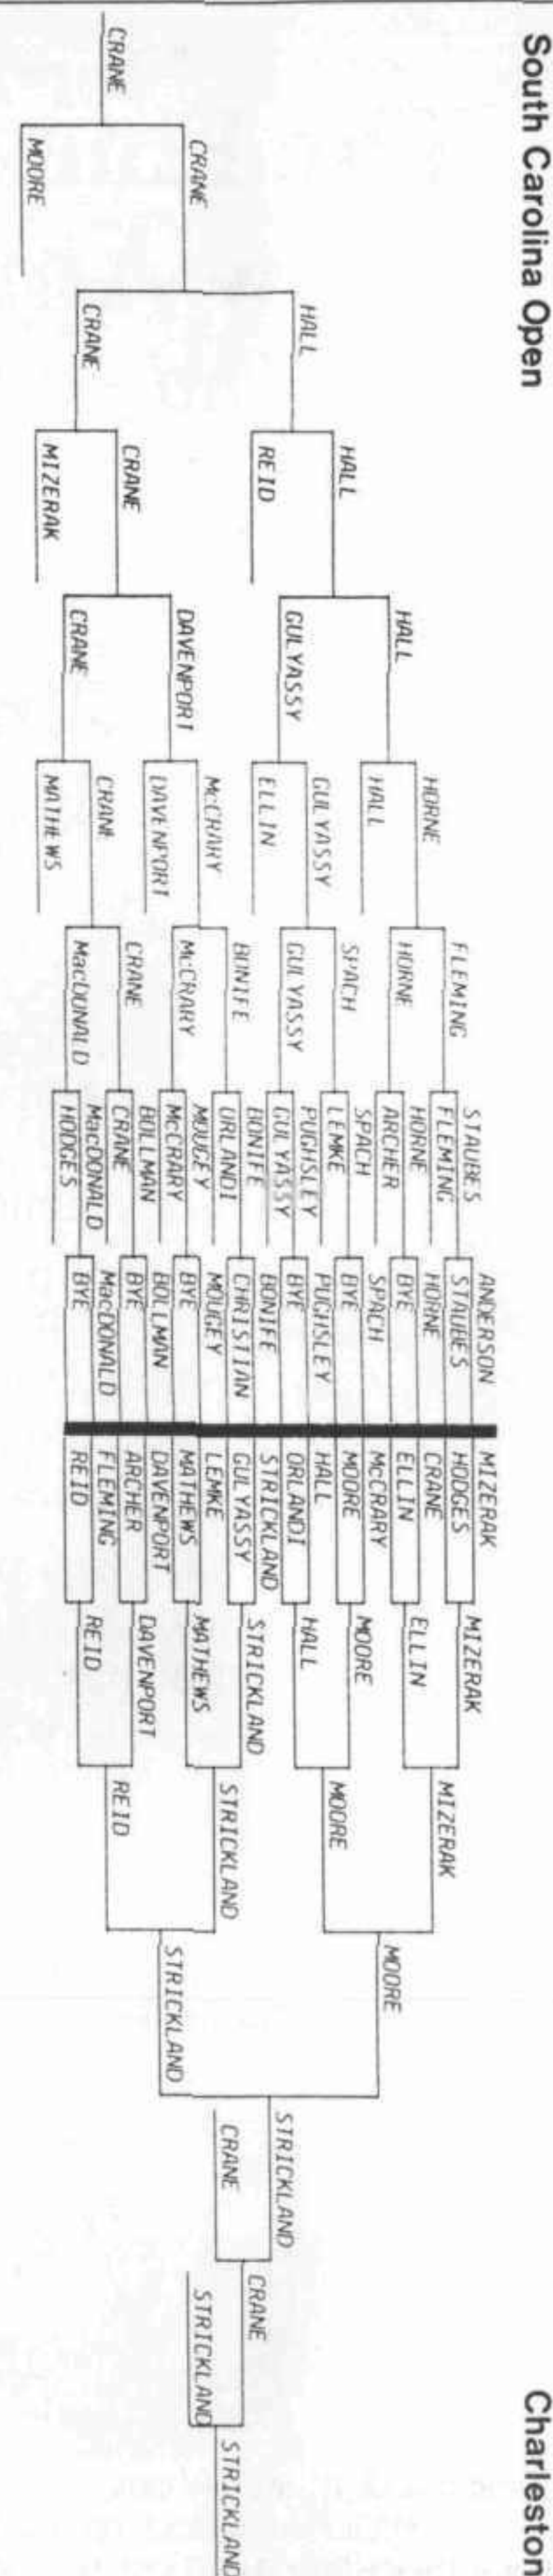 South Carolina Open
Charleston
CRANE
CRANE
MOORE
HALL
CRANE
HALL
REID
CRANE
MIZERAK
HALL
GULYASSY
DAVENPORT
CRANE
HORNE
HALL
GULYASSY
ELLIN
McCRARY
DAVENPORT
CRANE
MATHEWS
FLEMING
HORNE
SPACH
GULYASSY
BONIFE
McCRARY
CRANE
MacDONALD
STAUBES
FLEMING
HORNE
ARCHER
SPACH
LEMKE
PUGHSLEY
GULYASSY
BONIFE
ORLANDI
MOUGEY
McCRARY
BOLLMAN
CRANE
MacDONALD
HODGES
ANDERSON
STAUBES
HORNE
BYE
SPACH
BYE
PUGHSLEY
BYE
BONIFE
CHRISTIAN
MOUGEY
BYE
BOLLMAN
BYE
MacDONALD
BYE
MIZERAK
HODGES
CRANE
ELLIN
McCRARY
MOORE
HALL
ORLANDI
STRICKLAND
GULYASSY
LEMKE
MATHEWS
DAVENPORT
ARCHER
FLEMING
REID
MIZERAK
ELLIN
MOORE
HALL
STRICKLAND
MATHEWS
DAVENPORT
REID
MIZERAK
MOORE
STRICKLAND
REID
MOORE
STRICKLAND
STRICKLAND
CRANE
CRANE
STRICKLAND
STRICKLAND